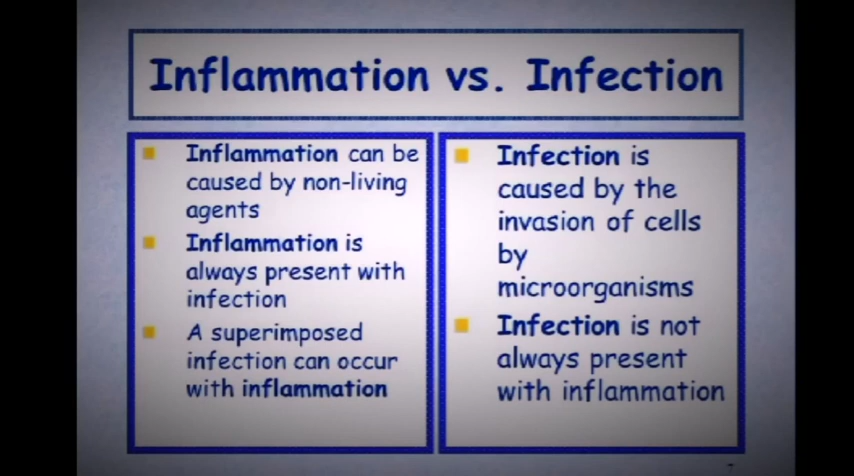 Inflammation vs. Infection
Inflammation can be
caused by non-living
agents
Inflammation is
always present with
infection
A superimposed
infection can occur
with inflammation
Infection is
caused by the
invasion of cells
by
microorganisms
Infection is not
always present
with inflammation